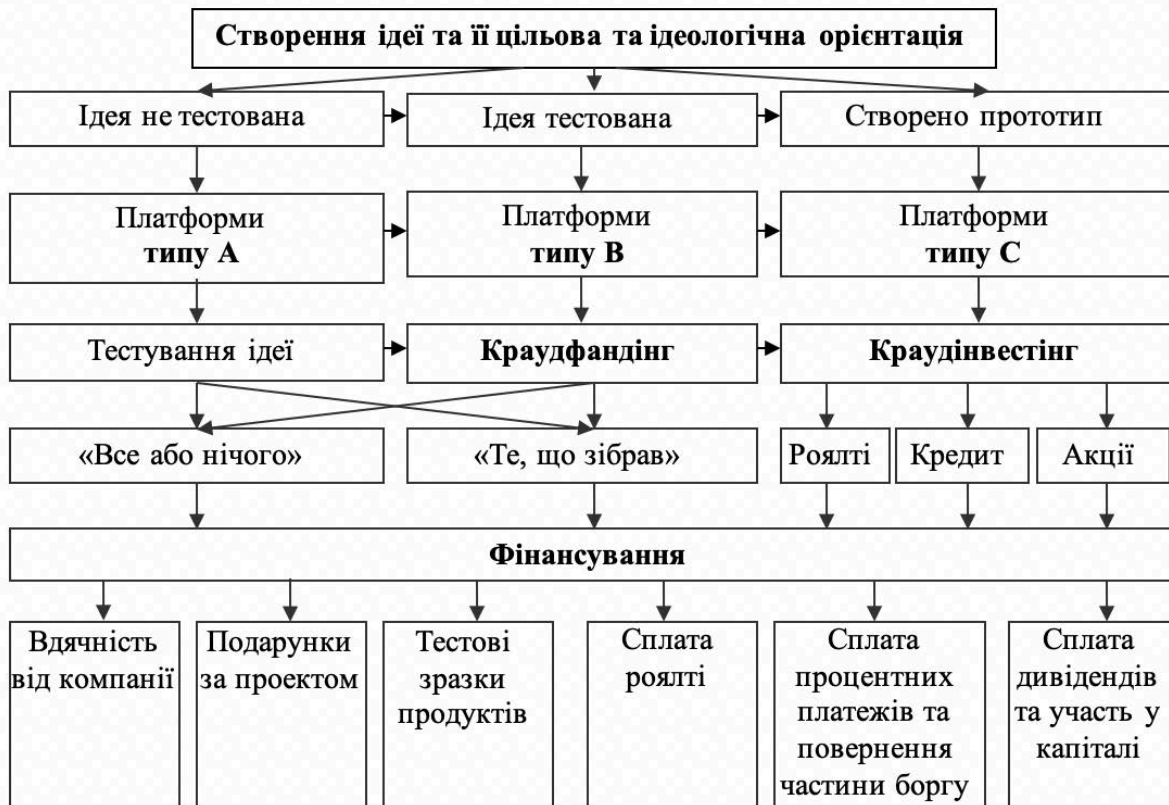 Створення ідеї та її цільова та ідеологічна орієнтація
Ідея не тестована
Ідея тестована
Створено прототип
Платформи
типу А
Платформи
типу В
Платформи
типу С
Тестування ідеї
Краудфандінг
Краудінвестінг
«Все або нічого»
«Те, що зібрав»
Роялті
Кредит
Акції
Фінансування
Вдячність
від компанії
Подарунки
за проектом
Тестові
зразки
продуктів
Сплата
роялті
Сплата
процентних
платежів та
повернення
частини боргу
Сплата
дивідендів
та участь у
капіталі